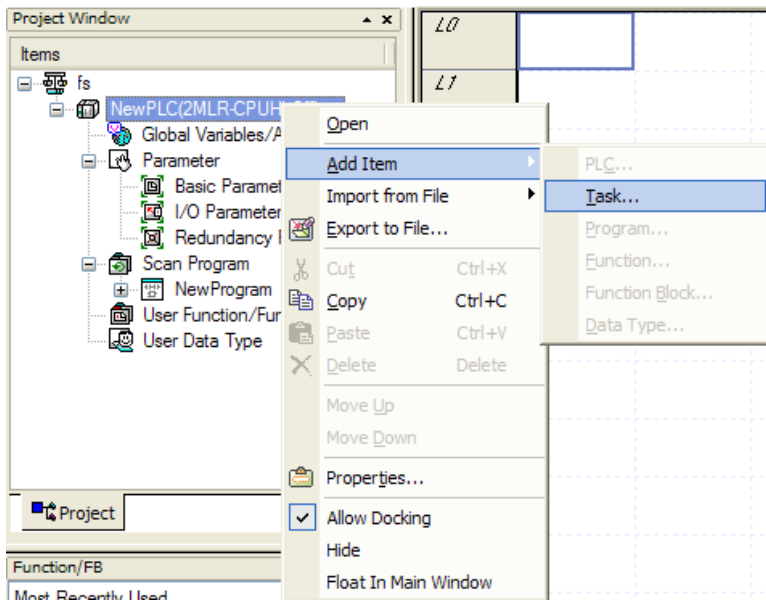 Project Window
Items
fs
NewPLC(2MLR-CPUH)
Global Variables/A
Parameter
Basic Paramet
I/O Parameter
Redundancy
Scan Program
NewProgram
User Function/Fun
User Data Type
Project
Function/FB
Most Recently Used
L0
L1
Open
Add Item
Import from File
Export to File...
Cut Ctrl+X
Copy Ctrl+C
Paste Ctrl+V
Delete Delete
Move Up
Move Down
Properties...
Allow Docking
Hide
Float In Main Window
PLC...
Task...
Program...
Function...
Function Block...
Data Type...